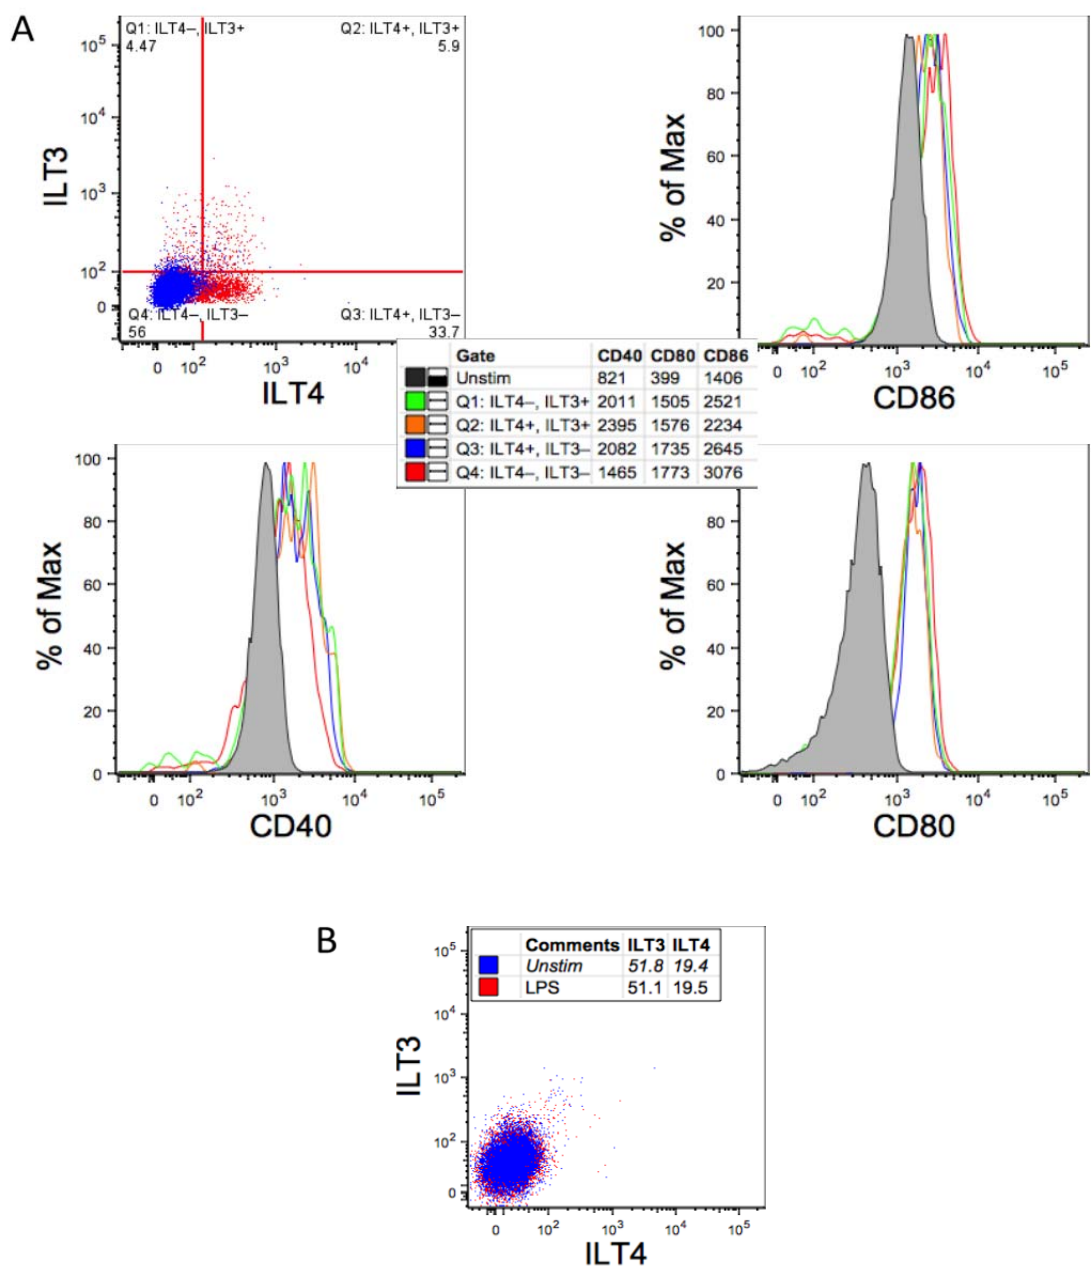 A
Q1: ILT4–, ILT3+
4.47
Q2: ILT4+, ILT3+
5.9
10^5
10^4
10^3
10^2
0
ILT3
Q4: ILT4–, ILT3–
56
Q3: ILT4+, ILT3–
33.7
0 10^2 10^3 10^4
ILT4
100
80
60
40
20
0
% of Max
0 10^2 10^3 10^4 10^5
CD86
Gate CD40 CD80 CD86
Unstim 821 399 1406
Q1: ILT4–, ILT3+ 2011 1505 2521
Q2: ILT4+, ILT3+ 2395 1576 2234
Q3: ILT4+, ILT3– 2082 1735 2645
Q4: ILT4–, ILT3– 1465 1773 3076
100
80
60
40
20
0
% of Max
0 10^2 10^3 10^4 10^5
CD40
100
80
60
40
20
0
% of Max
0 10^2 10^3 10^4 10^5
CD80
B
Comments ILT3 ILT4
Unstim 51.8 19.4
LPS 51.1 19.5
10^5
10^4
10^3
10^2
0
ILT3
0 10^2 10^3 10^4 10^5
ILT4